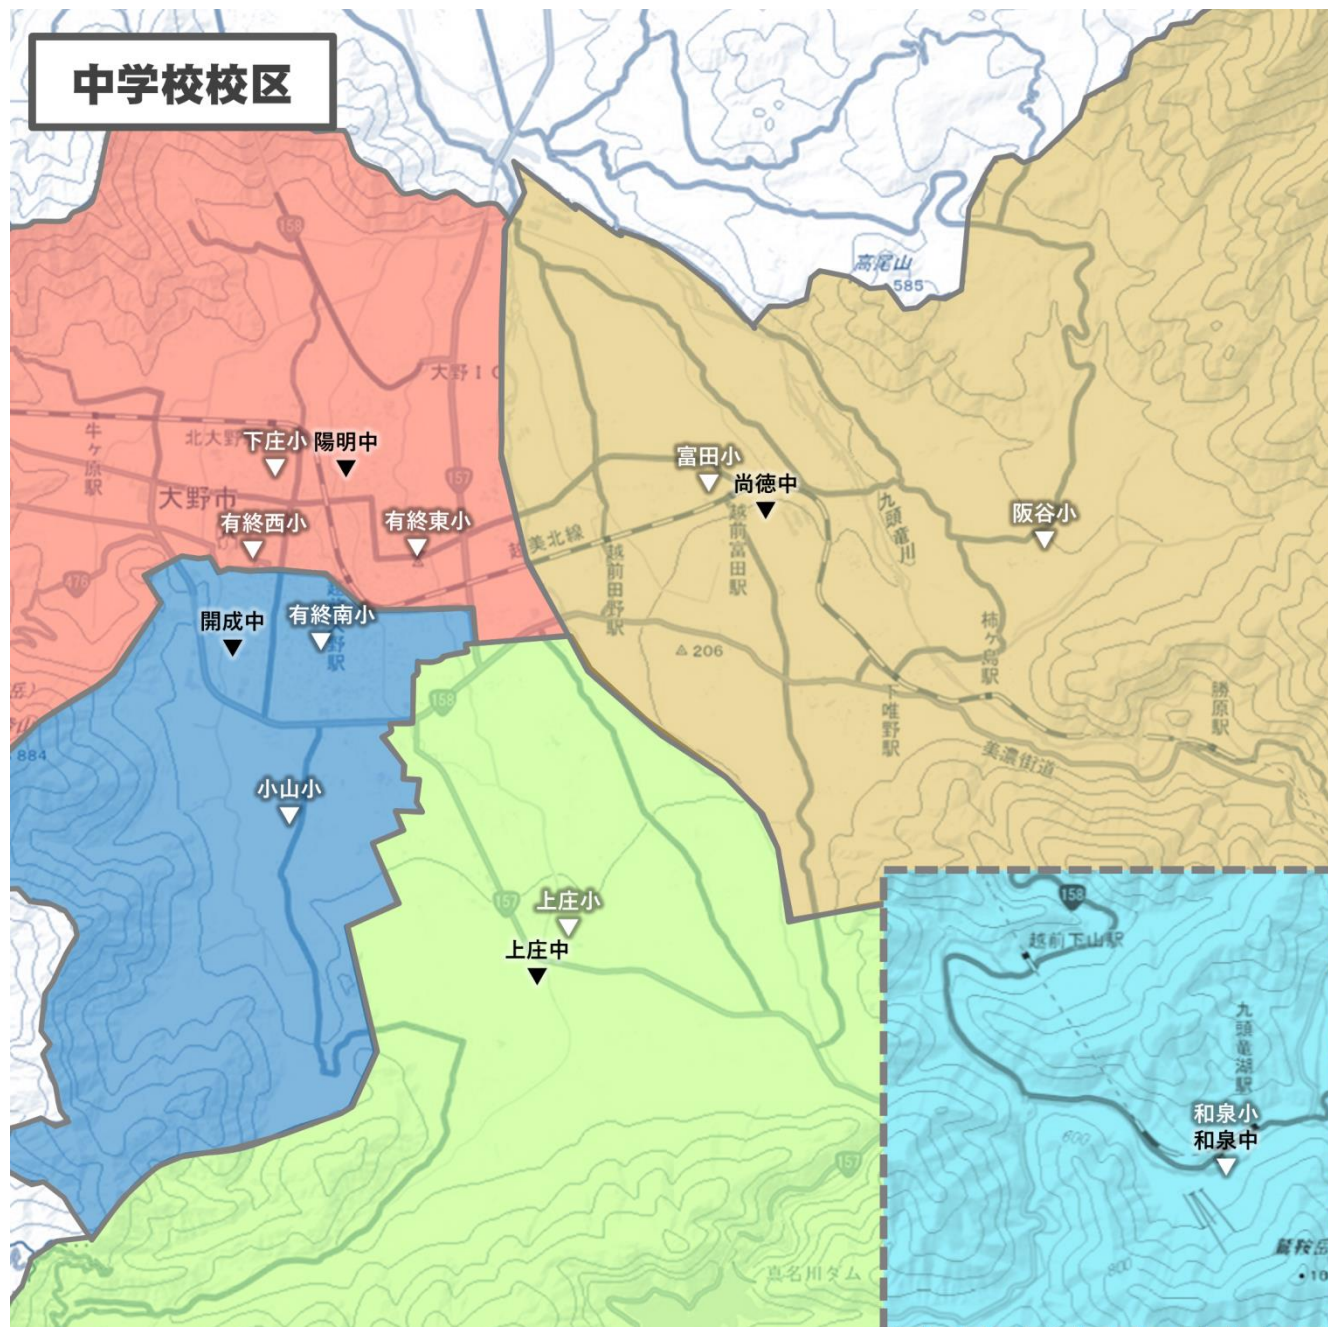 中学校校区
高尾山
585
158
大野IC
牛ヶ原駅
北大野
下庄小
陽明中
157
大野市
有終西小
有終東小
富田小
尚徳中
越前富田駅
九頭竜川
阪谷小
越美北線
越前田野駅
476
開成中
有終南小
206
柿ヶ島駅
下唯野駅
勝原駅
美濃街道
158
884
小山小
157
上庄小
上庄中
158
越前下山駅
九頭竜湖駅
和泉小
和泉中
600
157
真名川ダム
800
鷲鞍岳